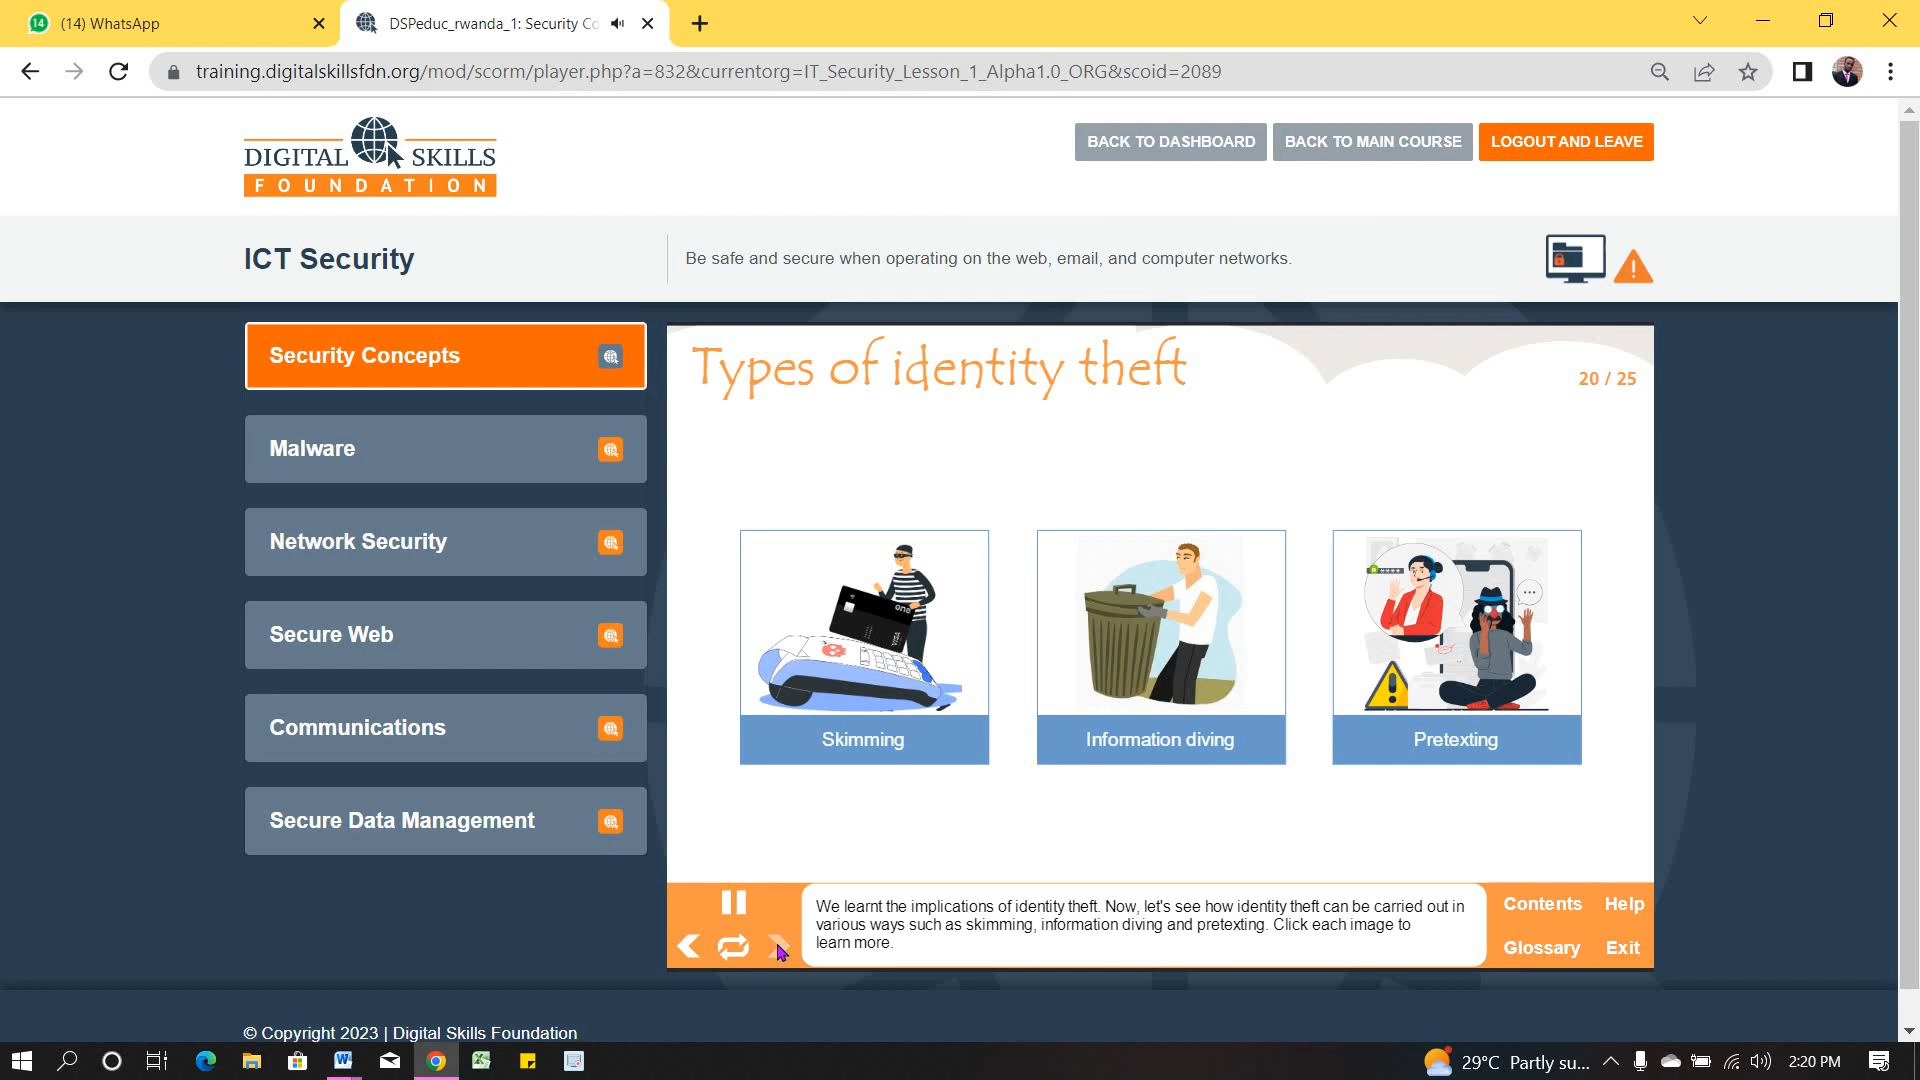 (14) WhatsApp
DSPeduc_rwanda_1: Security Co
training.digitalskillsfdn.org/mod/scorm/player.php?a=832&currentorg=IT_Security_Lesson_1_Alpha1.0_ORG&scoid=2089
DIGITAL SKILLS
FOUNDATION
BACK TO DASHBOARD
BACK TO MAIN COURSE
LOGOUT AND LEAVE
ICT Security
Be safe and secure when operating on the web, email, and computer networks.
Security Concepts
Malware
Network Security
Secure Web
Communications
Secure Data Management
Types of identity theft
20 / 25
one
VISA
Skimming
Information diving
Pretexting
We learnt the implications of identity theft. Now, let's see how identity theft can be carried out in
various ways such as skimming, information diving and pretexting. Click each image to
learn more.
Contents
Help
Glossary
Exit
© Copyright 2023 | Digital Skills Foundation
29°C Partly su...
2:20 PM